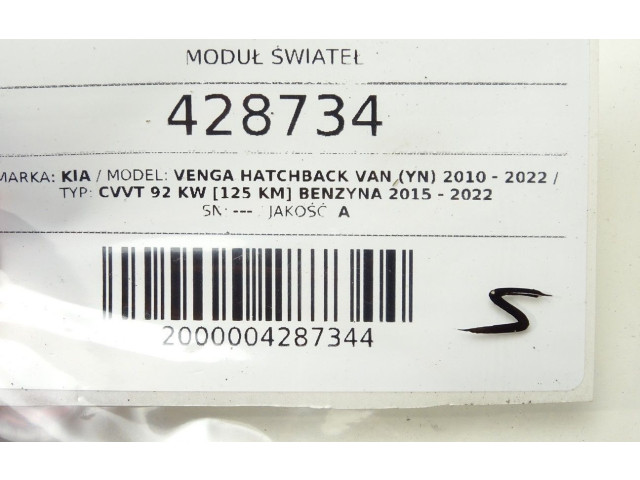 MODUŁ ŚWIATEŁ
428734
MARKA: KIA / MODEL: VENGA HATCHBACK VAN (YN) 2010 - 2022 /
TYP: CVVT 92 KW [125 KM] BENZYNA 2015 - 2022
SN: --- / JAKOŚĆ: A
2000004287344
S